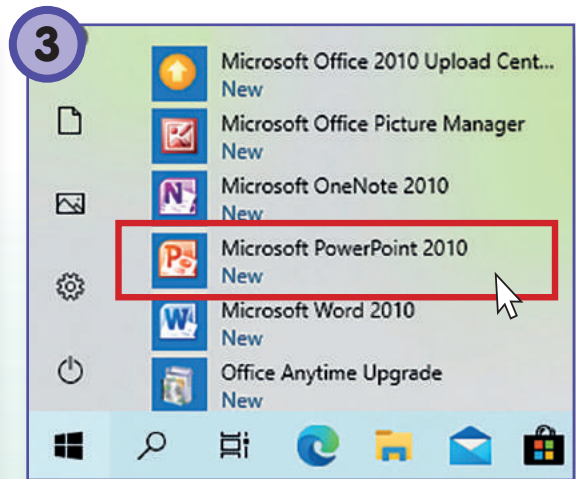 3
Microsoft Office 2010 Upload Cent...
New
Microsoft Office Picture Manager
New
Microsoft OneNote 2010
New
Microsoft PowerPoint 2010
New
Microsoft Word 2010
New
Office Anytime Upgrade
New